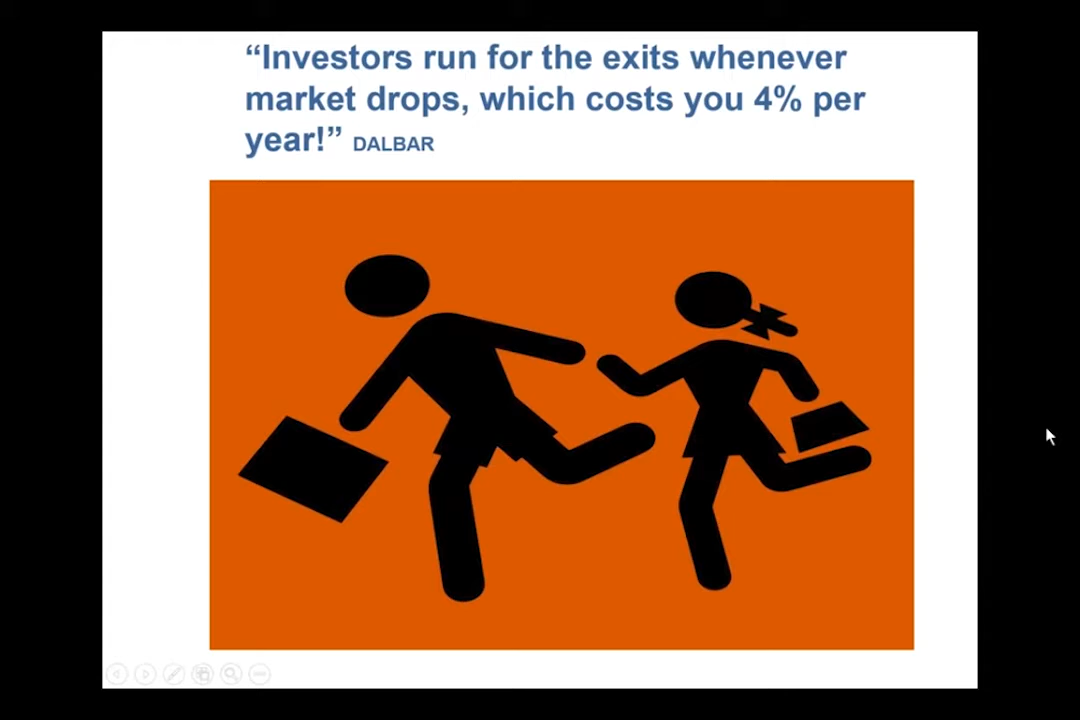 “Investors run for the exits whenever
market drops, which costs you 4% per
year!” DALBAR